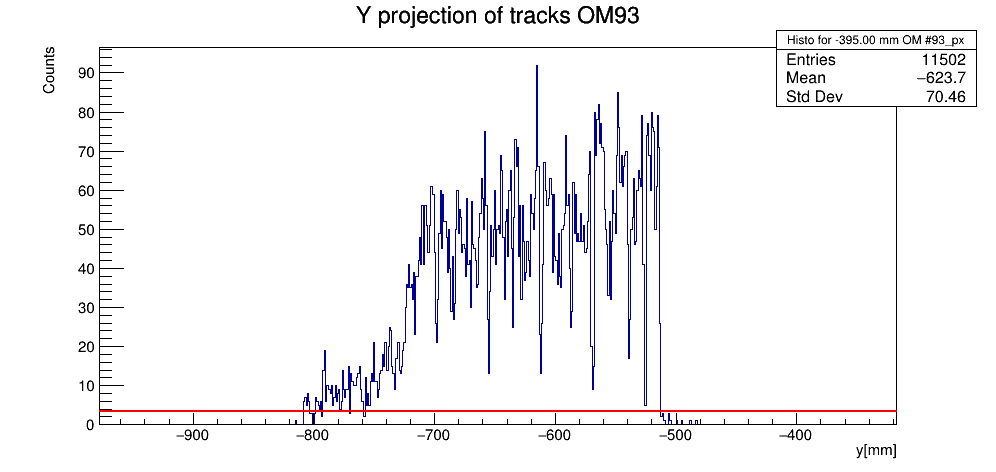 Y projection of tracks OM93
Histo for -395.00 mm OM #93_px
Entries 11502
Mean −623.7
Std Dev 70.46
Counts
90
80
70
60
50
40
30
20
10
0
−900 −800 −700 −600 −500 −400
y[mm]